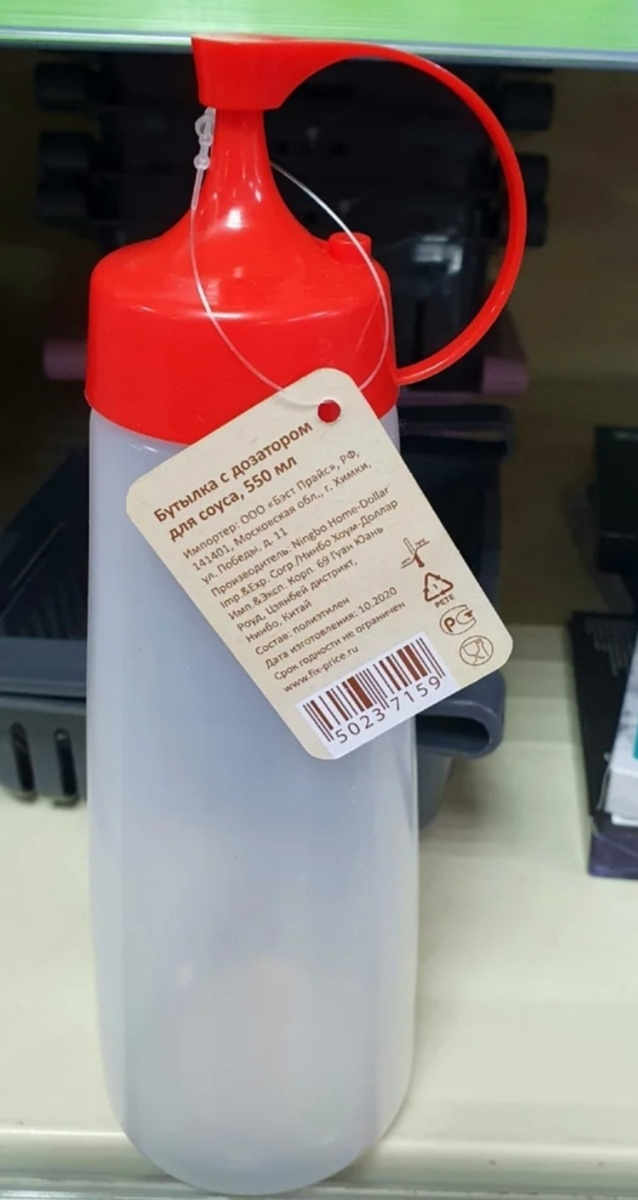 Бутылка с дозатором
для соуса, 550 мл
Импортер: ООО «Бэст Прайс», РФ,
141401, Московская обл., г. Химки,
ул. Победы, д. 11
Производитель: Ningbo Home-Dollar
Imp.&Exp. Corp./Нинбо Хоум-Доллар
Имп.&Эксп. Корп. 69 Гуан Юань
Роуд, Цзянбей дистрикт,
Нинбо, Китай
Состав: полиэтилен
Дата изготовления: 10.2020
Срок годности не ограничен
www.fix-price.ru
PETE
РСТ
5023 7159